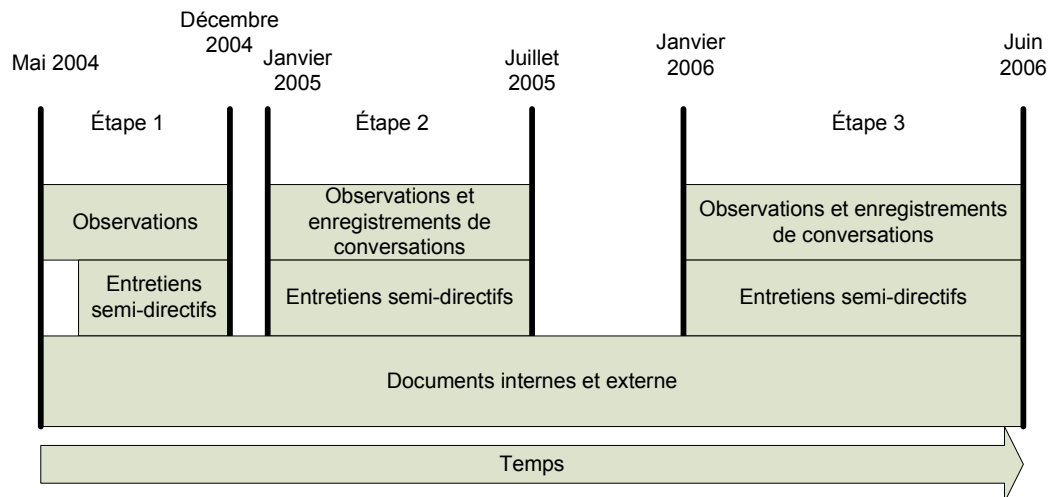 Décembre
2004
Mai 2004
Janvier
2005
Juillet
2005
Janvier
2006
Juin
2006
Étape 1
Étape 2
Étape 3
Observations
Observations et
enregistrements de
conversations
Observations et enregistrements
de conversations
Entretiens
semi-directifs
Entretiens semi-directifs
Entretiens semi-directifs
Documents internes et externe
Temps